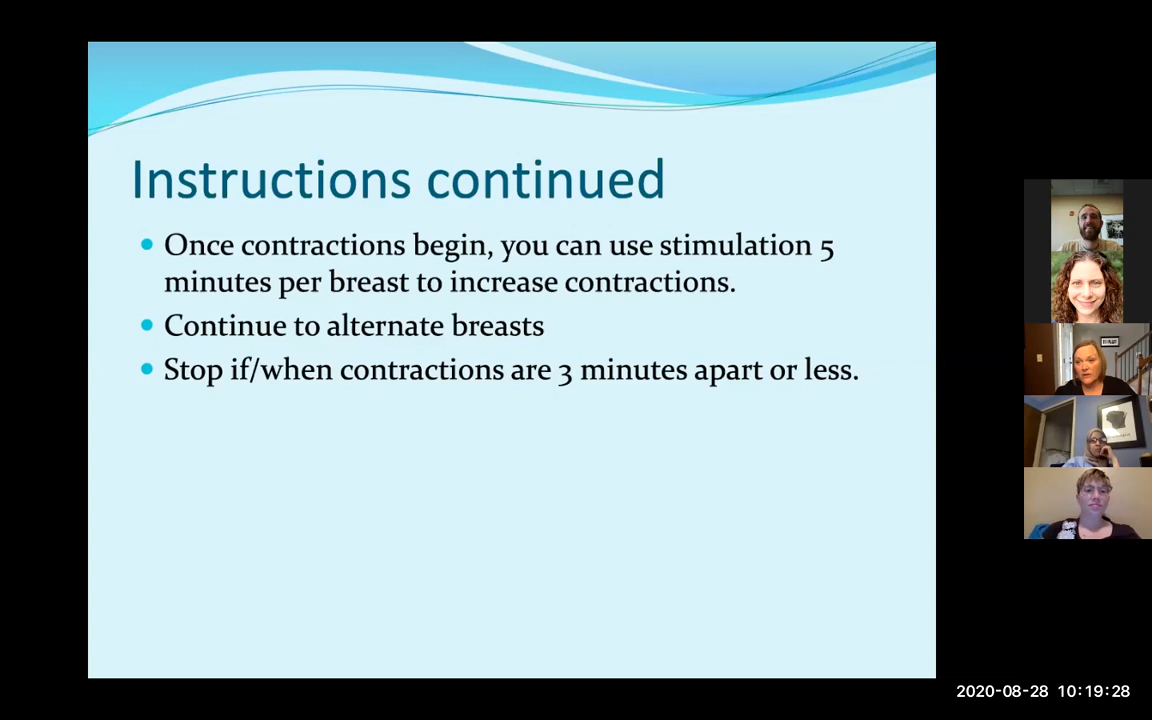 Instructions continued
Once contractions begin, you can use stimulation 5
minutes per breast to increase contractions.
Continue to alternate breasts
Stop if/when contractions are 3 minutes apart or less.
2020-08-28 10:19:28